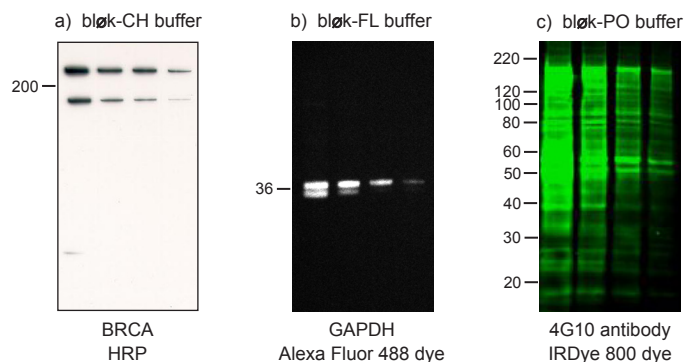 a) bløk-CH buffer
200
BRCA
HRP
b) bløk-FL buffer
36
GAPDH
Alexa Fluor 488 dye
c) bløk-PO buffer
220
120
100
80
60
50
40
30
20
4G10 antibody
IRDye 800 dye